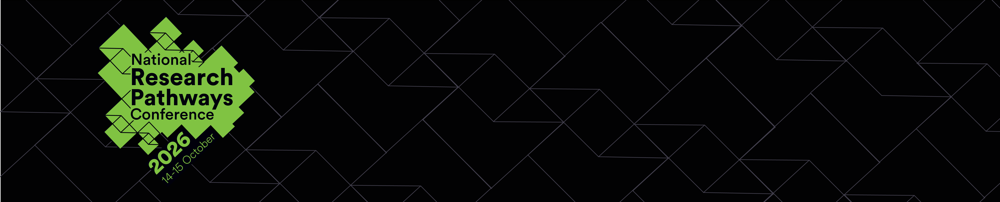 National
Research
Pathways
Conference
2026
14-15 October